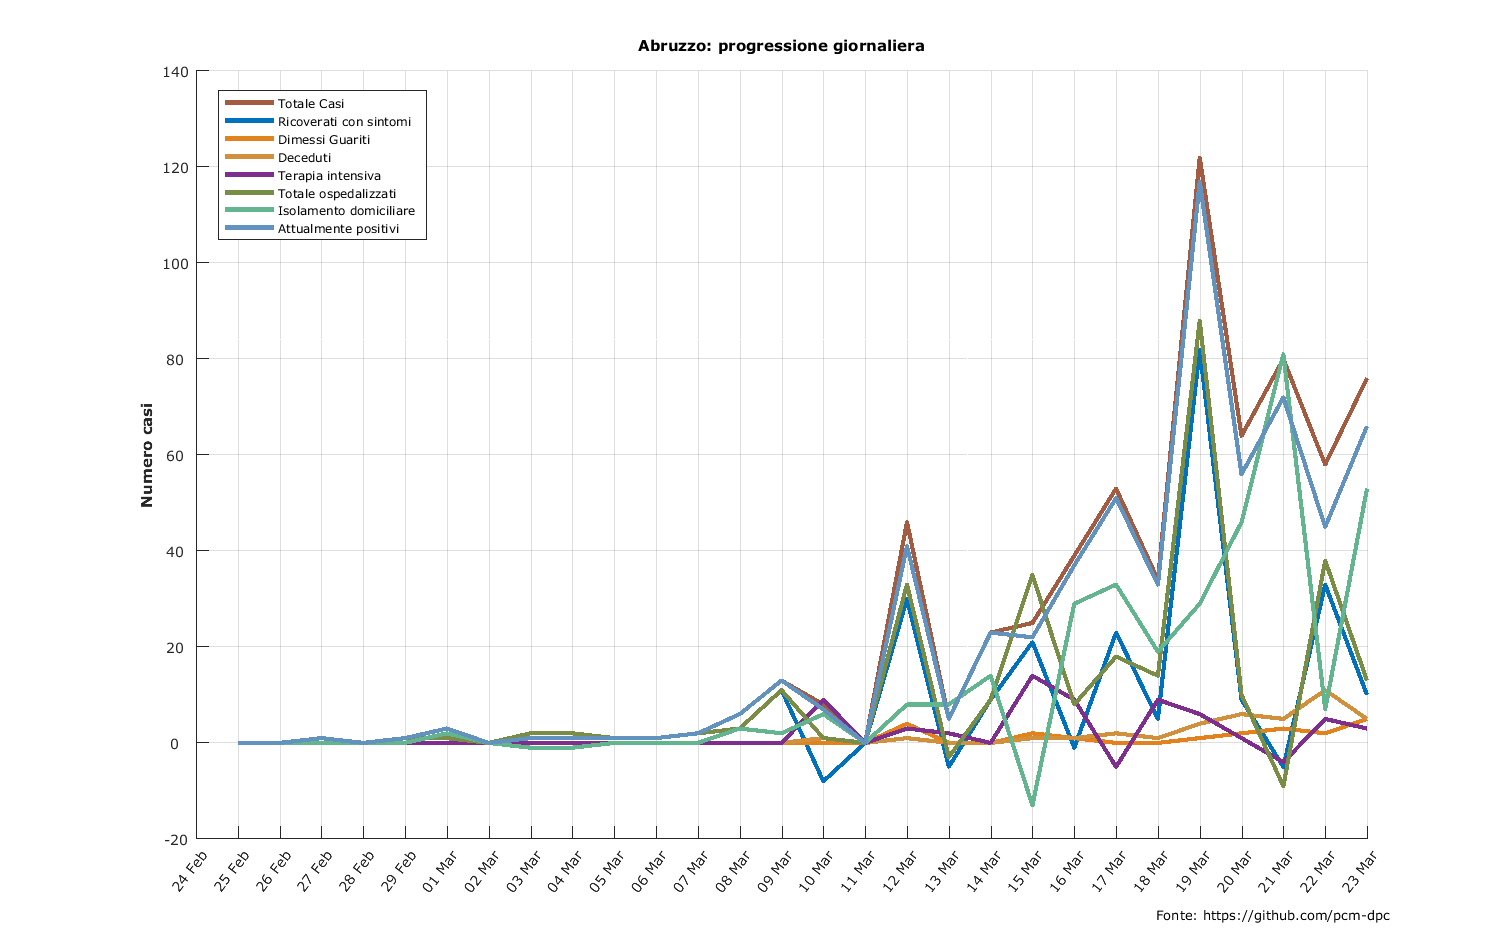 Abruzzo: progressione giornaliera
140
120
100
80
60
40
20
0
-20
Numero casi
Totale Casi
Ricoverati con sintomi
Dimessi Guariti
Deceduti
Terapia intensiva
Totale ospedalizzati
Isolamento domiciliare
Attualmente positivi
24 Feb
25 Feb
26 Feb
27 Feb
28 Feb
29 Feb
01 Mar
02 Mar
03 Mar
04 Mar
05 Mar
06 Mar
07 Mar
08 Mar
09 Mar
10 Mar
11 Mar
12 Mar
13 Mar
14 Mar
15 Mar
16 Mar
17 Mar
18 Mar
19 Mar
20 Mar
21 Mar
22 Mar
23 Mar
Fonte: https://github.com/pcm-dpc